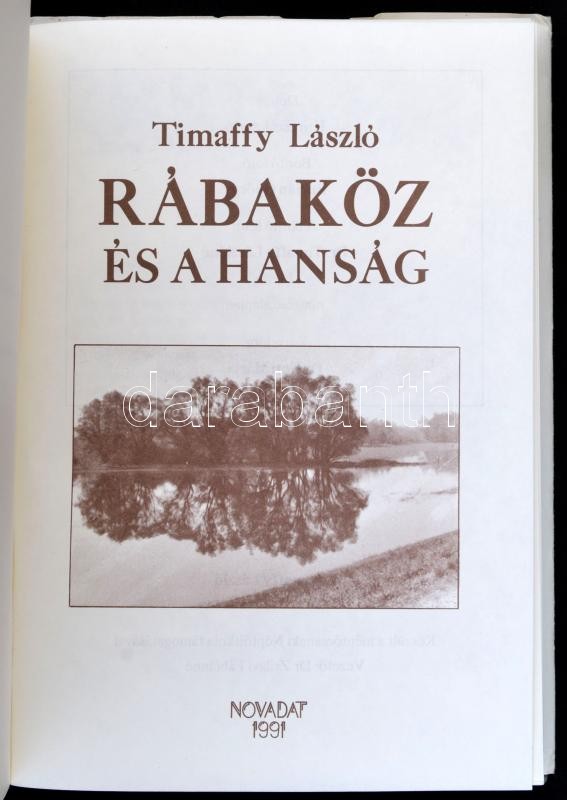 Timaffy László
RÁBAKÖZ
ÉS A HANSÁG
darabanth
NOVADAT
1991